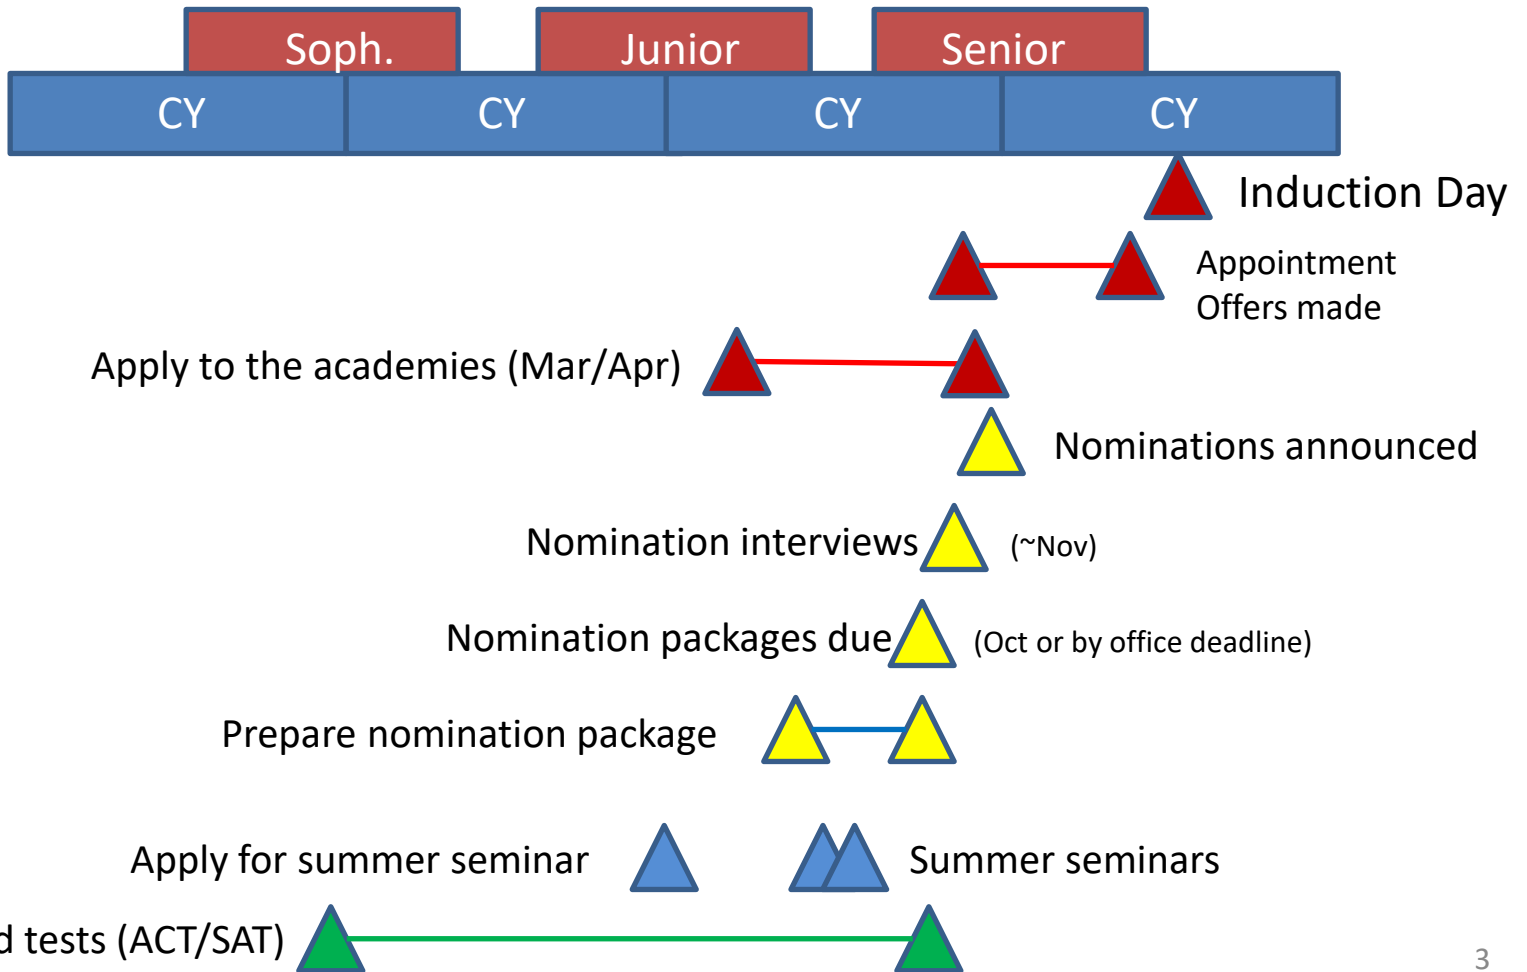 Soph.
Junior
Senior
CY
CY
CY
CY
Induction Day
Appointment
Offers made
Apply to the academies (Mar/Apr)
Nominations announced
Nomination interviews
(~Nov)
Nomination packages due
(Oct or by office deadline)
Prepare nomination package
Apply for summer seminar
Summer seminars
tests (ACT/SAT)
3